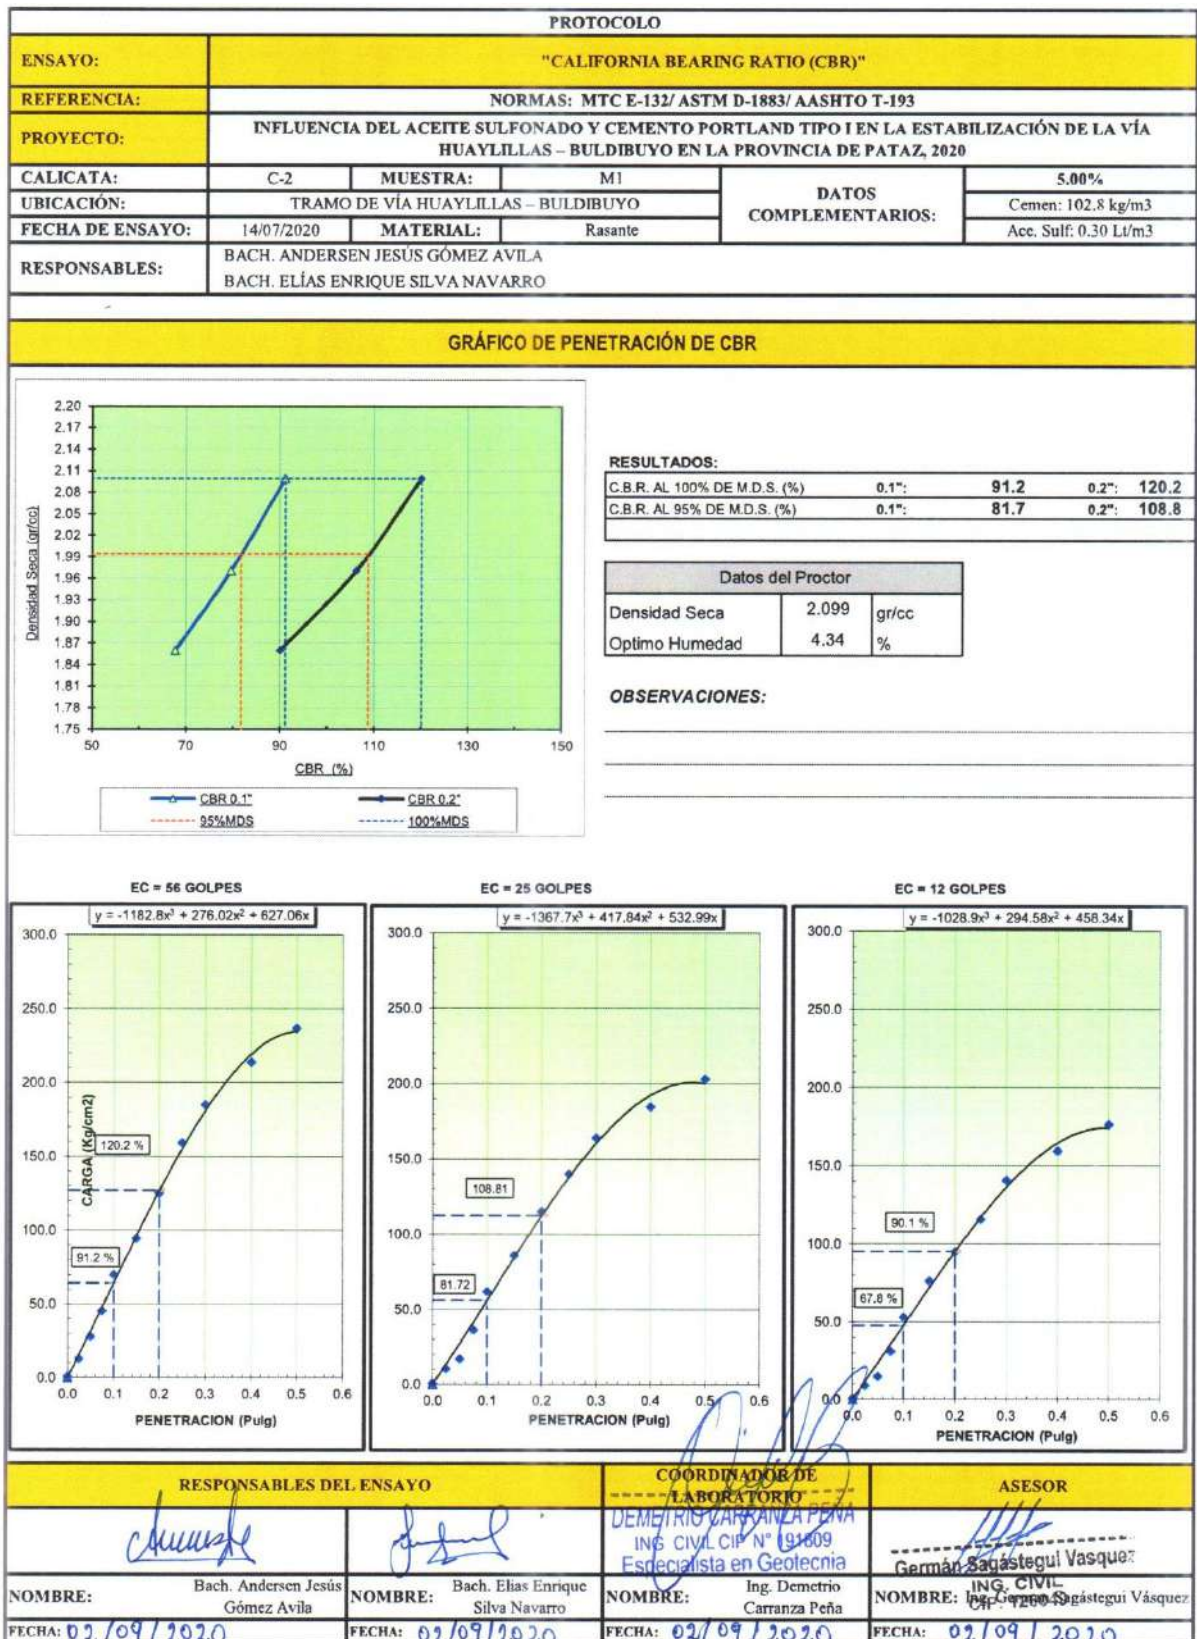 PROTOCOLO
ENSAYO: "CALIFORNIA BEARING RATIO (CBR)"
REFERENCIA: NORMAS: MTC E-132/ ASTM D-1883/ AASHTO T-193
PROYECTO: INFLUENCIA DEL ACEITE SULFONADO Y CEMENTO PORTLAND TIPO I EN LA ESTABILIZACIÓN DE LA VÍA
HUAYLILLAS – BULDIBUYO EN LA PROVINCIA DE PATAZ, 2020
CALICATA: C-2 MUESTRA: M1 DATOS COMPLEMENTARIOS: 5.00%
UBICACIÓN: TRAMO DE VÍA HUAYLILLAS – BULDIBUYO Cemen: 102.8 kg/m3
FECHA DE ENSAYO: 14/07/2020 MATERIAL: Rasante Ace. Sulf: 0.30 Lt/m3
RESPONSABLES: BACH. ANDERSEN JESÚS GÓMEZ AVILA
BACH. ELÍAS ENRIQUE SILVA NAVARRO
GRÁFICO DE PENETRACIÓN DE CBR
Densidad Seca (gr/cc)
2.20
2.17
2.14
2.11
2.08
2.05
2.02
1.99
1.96
1.93
1.90
1.87
1.84
1.81
1.78
1.75
50 70 90 110 130 150
CBR (%)
CBR 0.1" CBR 0.2"
95%MDS 100%MDS
RESULTADOS:
C.B.R. AL 100% DE M.D.S. (%) 0.1": 91.2 0.2": 120.2
C.B.R. AL 95% DE M.D.S. (%) 0.1": 81.7 0.2": 108.8
Datos del Proctor
Densidad Seca 2.099 gr/cc
Optimo Humedad 4.34 %
OBSERVACIONES:
EC = 56 GOLPES
y = -1182.8x³ + 276.02x² + 627.06x
300.0
250.0
200.0
150.0
100.0
50.0
0.0
CARGA (Kg/cm2)
120.2 %
91.2 %
0.0 0.1 0.2 0.3 0.4 0.5 0.6
PENETRACION (Pulg)
EC = 25 GOLPES
y = -1367.7x³ + 417.84x² + 532.99x
300.0
250.0
200.0
150.0
100.0
50.0
0.0
108.81
81.72
0.0 0.1 0.2 0.3 0.4 0.5 0.6
PENETRACION (Pulg)
EC = 12 GOLPES
y = -1028.9x³ + 294.58x² + 458.34x
300.0
250.0
200.0
150.0
100.0
50.0
0.0
90.1 %
67.8 %
0.0 0.1 0.2 0.3 0.4 0.5 0.6
PENETRACION (Pulg)
RESPONSABLES DEL ENSAYO
COORDINADOR DE
LABORATORIO
ASESOR
DEMETRIO CARRANZA PEÑA
ING CIVIL CIP N° 191609
Especialista en Geotecnia
Germán Sagástegui Vasquez
ING. CIVIL
NOMBRE: Bach. Andersen Jesús
Gómez Avila
NOMBRE: Bach. Elías Enrique
Silva Navarro
NOMBRE: Ing. Demetrio
Carranza Peña
NOMBRE: Ing. German Sagástegui Vásquez
FECHA: 02/09/2020
FECHA: 02/09/2020
FECHA: 02/09/2020
FECHA: 02/09/2020